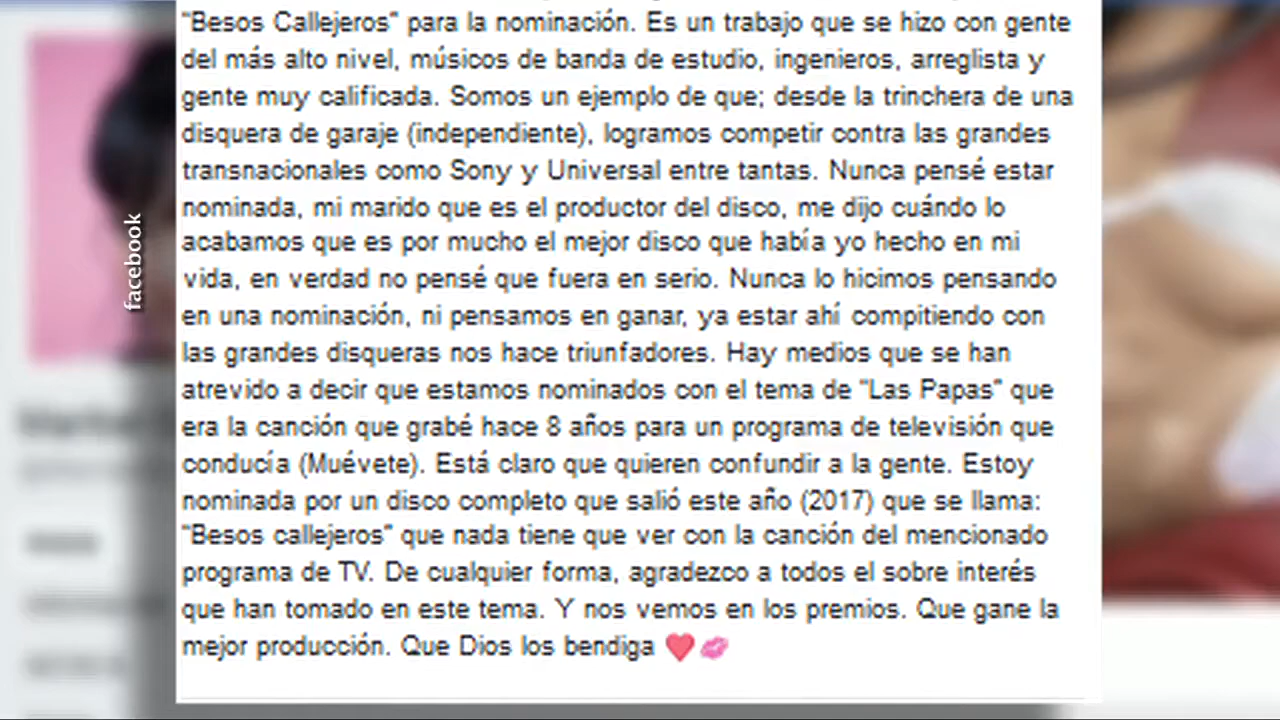 "Besos Callejeros" para la nominación. Es un trabajo que se hizo con gente
del más alto nivel, músicos de banda de estudio, ingenieros, arreglista y
gente muy calificada. Somos un ejemplo de que; desde la trinchera de una
disquera de garaje (independiente), logramos competir contra las grandes
transnacionales como Sony y Universal entre tantas. Nunca pensé estar
nominada, mi marido que es el productor del disco, me dijo cuándo lo
acabamos que es por mucho el mejor disco que había yo hecho en mi
vida, en verdad no pensé que fuera en serio. Nunca lo hicimos pensando
en una nominación, ni pensamos en ganar, ya estar ahí compitiendo con
las grandes disqueras nos hace triunfadores. Hay medios que se han
atrevido a decir que estamos nominados con el tema de "Las Papas" que
era la canción que grabé hace 8 años para un programa de televisión que
conducía (Muévete). Está claro que quieren confundir a la gente. Estoy
nominada por un disco completo que salió este año (2017) que se llama:
"Besos callejeros" que nada tiene que ver con la canción del mencionado
programa de TV. De cualquier forma, agradezco a todos el sobre interés
que han tomado en este tema. Y nos vemos en los premios. Que gane la
mejor producción. Que Dios los bendiga ❤️💋
facebook